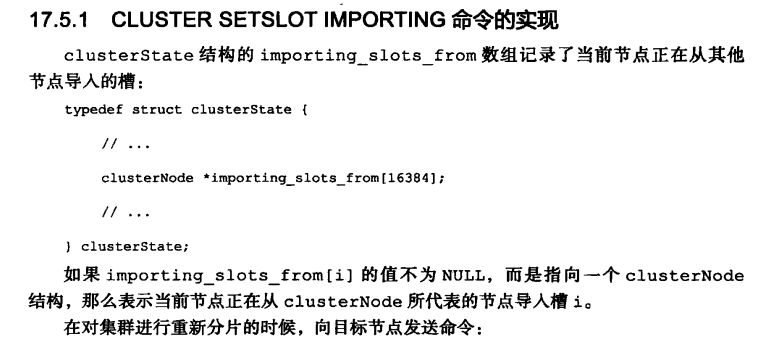 17.5.1 CLUSTER SETSLOT IMPORTING 命令的实现
clusterState 结构的 importing_slots_from 数组记录了当前节点正在从其他
节点导入的槽：
typedef struct clusterState {
// ...
clusterNode *importing_slots_from[16384];
// ...
} clusterState;
如果 importing_slots_from[i] 的值不为 NULL，而是指向一个 clusterNode
结构，那么表示当前节点正在从 clusterNode 所代表的节点导入槽 i。
在对集群进行重新分片的时候，向目标节点发送命令：